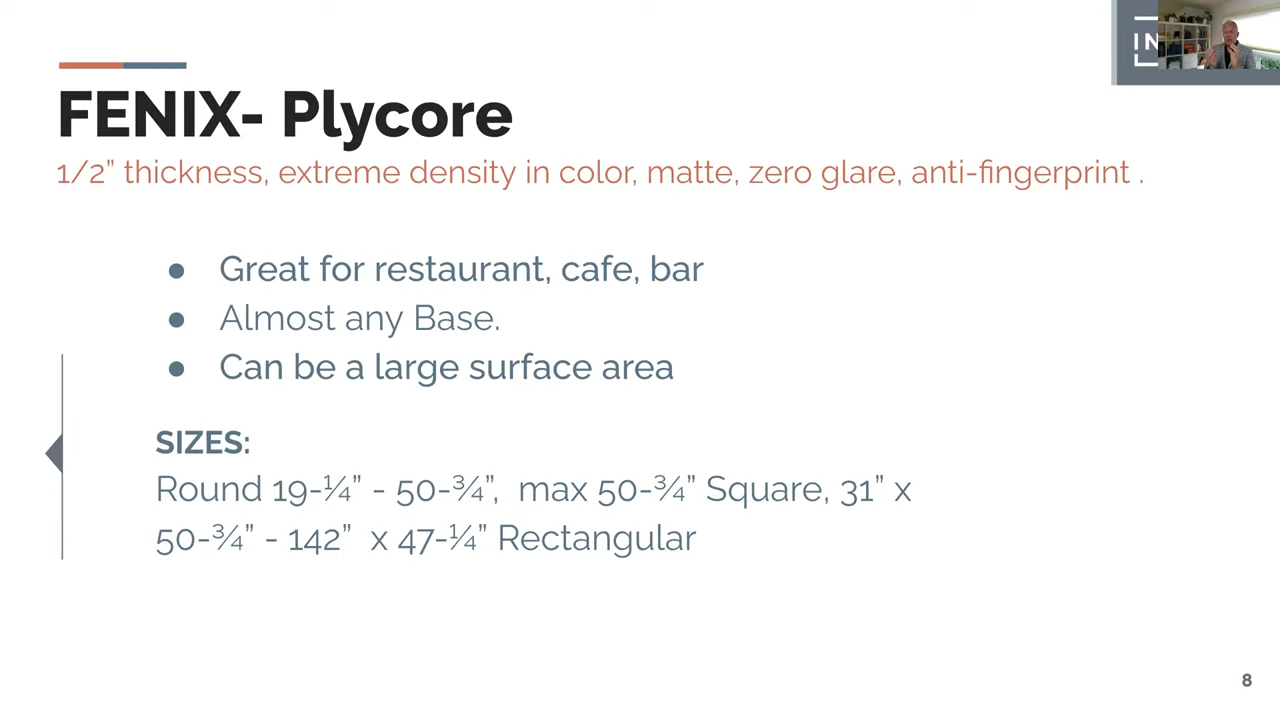 IN
FENIX- Plycore
1/2” thickness, extreme density in color, matte, zero glare, anti-fingerprint .
● Great for restaurant, cafe, bar
● Almost any Base.
● Can be a large surface area
SIZES:
Round 19-¼” - 50-¾”, max 50-¾” Square, 31” x
50-¾” - 142” x 47-¼” Rectangular
8